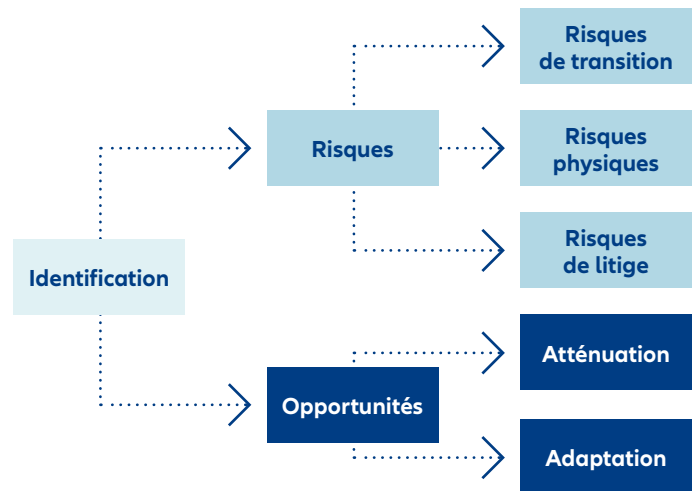 Risques
de transition
Risques
Risques
physiques
Risques
de litige
Identification
Atténuation
Opportunités
Adaptation